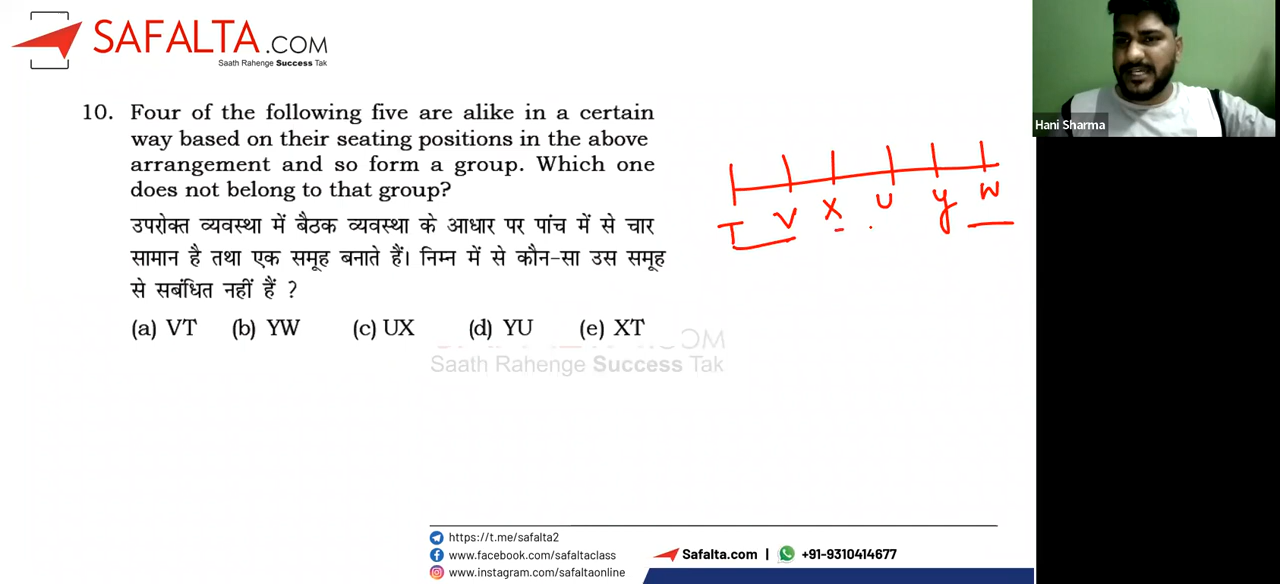 SAFALTA.COM
Saath Rahenge Success Tak
Hani Sharma
10. Four of the following five are alike in a certain
way based on their seating positions in the above
arrangement and so form a group. Which one
does not belong to that group?
उपरोक्त व्यवस्था में बैठक व्यवस्था के आधार पर पांच में से चार
सामान है तथा एक समूह बनाते हैं। निम्न में से कौन-सा उस समूह
से सबंधित नहीं हैं ?
(a) VT (b) YW (c) UX (d) YU (e) XT
T V X U Y W
.COM
Saath Rahenge Success Tak
https://t.me/safalta2
www.facebook.com/safaltaclass
www.instagram.com/safaltaonline
Safalta.com | +91-9310414677